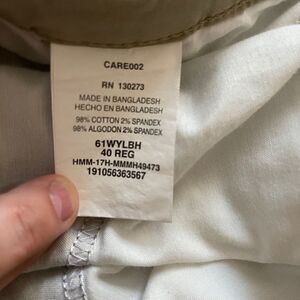 CARE002
RN 130273
MADE IN BANGLADESH
HECHO EN BANGLADESH
98% COTTON 2% SPANDEX
98% ALGODON 2% SPANDEX
61WYLBH
40 REG
HMM-17H-MMMH49473
191056363567